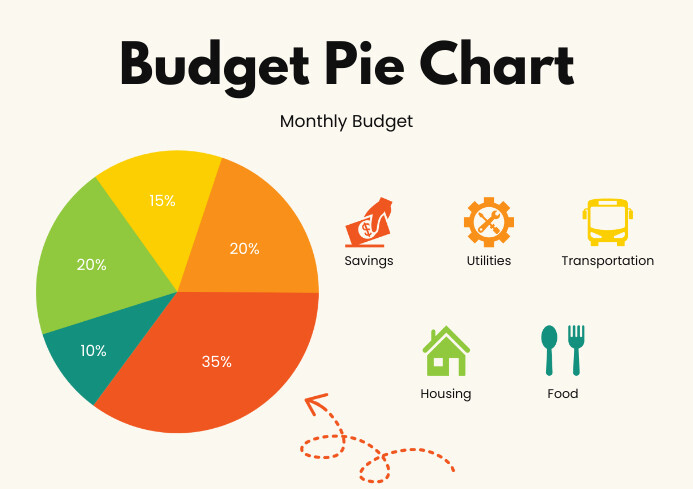 Budget Pie Chart
Monthly Budget
15%
20%
20%
10%
35%
Savings
Utilities
Transportation
Housing
Food